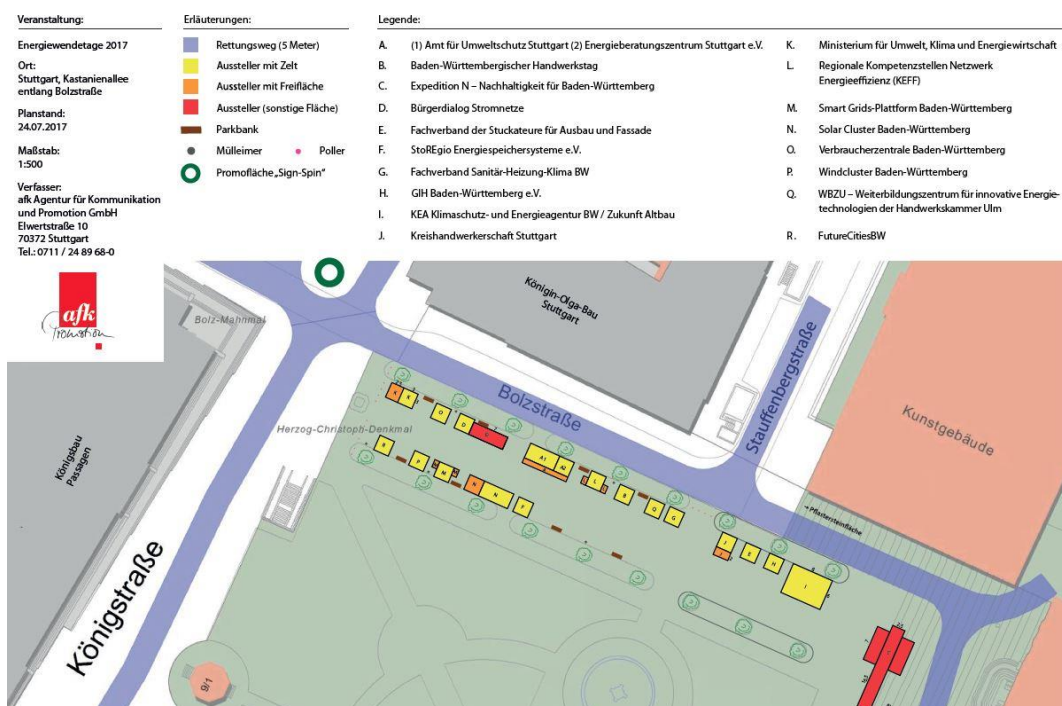 Veranstaltung:
Energiewendetage 2017
Ort:
Stuttgart, Kastanienallee
entlang Bolzstraße
Planstand:
24.07.2017
Maßstab:
1:500
Verfasser:
afk Agentur für Kommunikation
und Promotion GmbH
Elwertstraße 10
70372 Stuttgart
Tel.: 0711 / 24 89 68-0
afk
Promotion
Erläuterungen:
Rettungsweg (5 Meter)
Aussteller mit Zelt
Aussteller mit Freifläche
Aussteller (sonstige Fläche)
Parkbank
Mülleimer
Poller
Promofläche „Sign-Spin"
Legende:
A. (1) Amt für Umweltschutz Stuttgart (2) Energieberatungszentrum Stuttgart e.V.
B. Baden-Württembergischer Handwerkstag
C. Expedition N – Nachhaltigkeit für Baden-Württemberg
D. Bürgerdialog Stromnetze
E. Fachverband der Stuckateure für Ausbau und Fassade
F. StoREgio Energiespeichersysteme e.V.
G. Fachverband Sanitär-Heizung-Klima BW
H. GIH Baden-Württemberg e.V.
I. KEA Klimaschutz- und Energieagentur BW / Zukunft Altbau
J. Kreishandwerkerschaft Stuttgart
K. Ministerium für Umwelt, Klima und Energiewirtschaft
L. Regionale Kompetenzstellen Netzwerk
Energieeffizienz (KEFF)
M. Smart Grids-Plattform Baden-Württemberg
N. Solar Cluster Baden-Württemberg
O. Verbraucherzentrale Baden-Württemberg
P. Windcluster Baden-Württemberg
Q. WBZU – Weiterbildungszentrum für innovative Energie-
technologien der Handwerkskammer Ulm
R. FutureCitiesBW
Bolz-Mahnmal
Königin-Olga-Bau
Stuttgart
Bolzstraße
Stauffenbergstraße
Kunstgebäude
Herzog-Christoph-Denkmal
Königsbau
Passagen
Königstraße
Pflastersteinfläche
K
K
O
D
A1
A2
L
B
Q
G
R
P
M
N
N
F
J
J
E
H
I
9/1